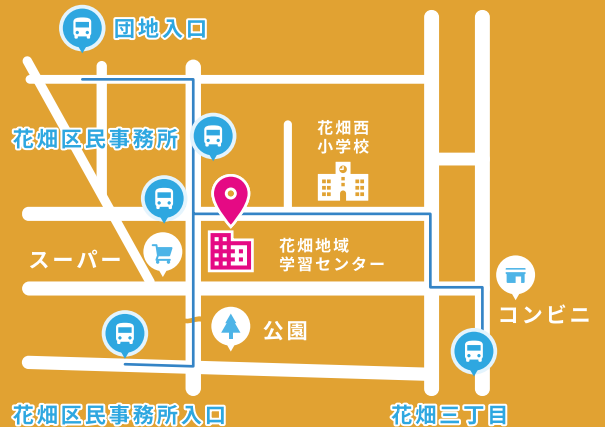 団地入口
花畑区民事務所
花畑西
小学校
花畑地域
学習センター
スーパー
コンビニ
公園
花畑区民事務所入口
花畑三丁目